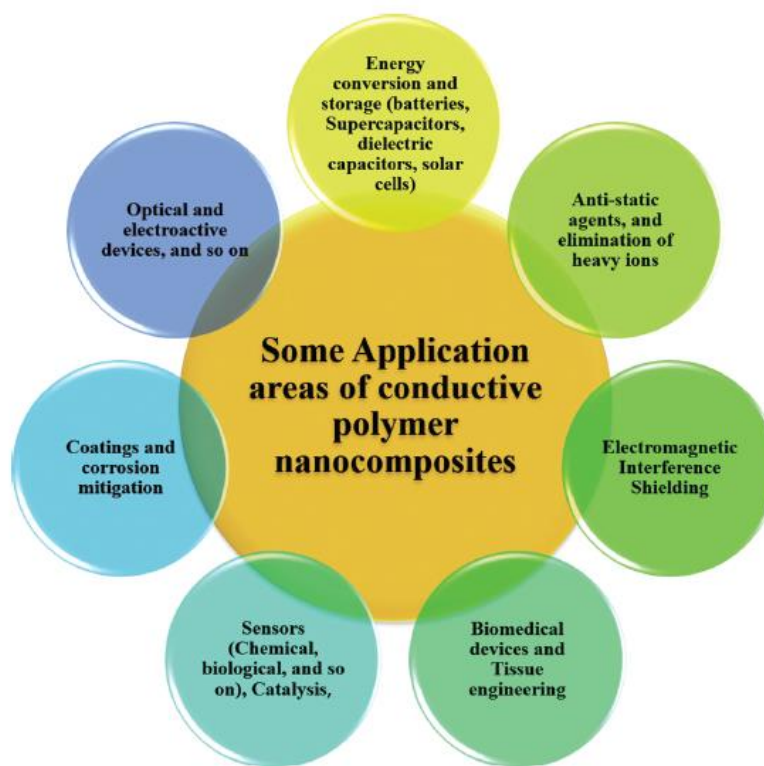 Energy
conversion and
storage (batteries,
Supercapacitors,
dielectric
capacitors, solar
cells)
Anti-static
agents, and
elimination of
heavy ions
Electromagnetic
Interference
Shielding
Biomedical
devices and
Tissue
engineering
Sensors
(Chemical,
biological, and so
on), Catalysis,
Coatings and
corrosion
mitigation
Optical and
electroactive
devices, and so on
Some Application
areas of conductive
polymer
nanocomposites